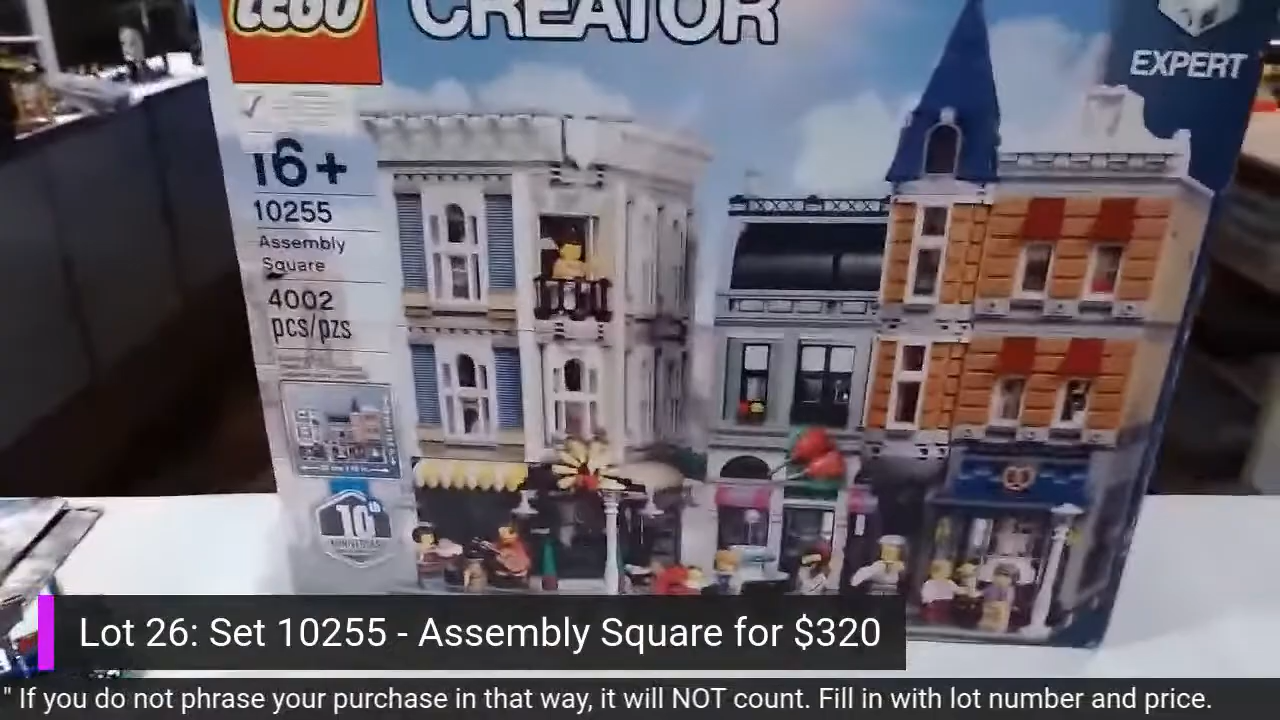 LEGO
CREATOR
EXPERT
16+
10255
Assembly
Square
4002
pcs/pzs
10th
ANNIVERSARY
Lot 26: Set 10255 - Assembly Square for $320
" If you do not phrase your purchase in that way, it will NOT count. Fill in with lot number and price.